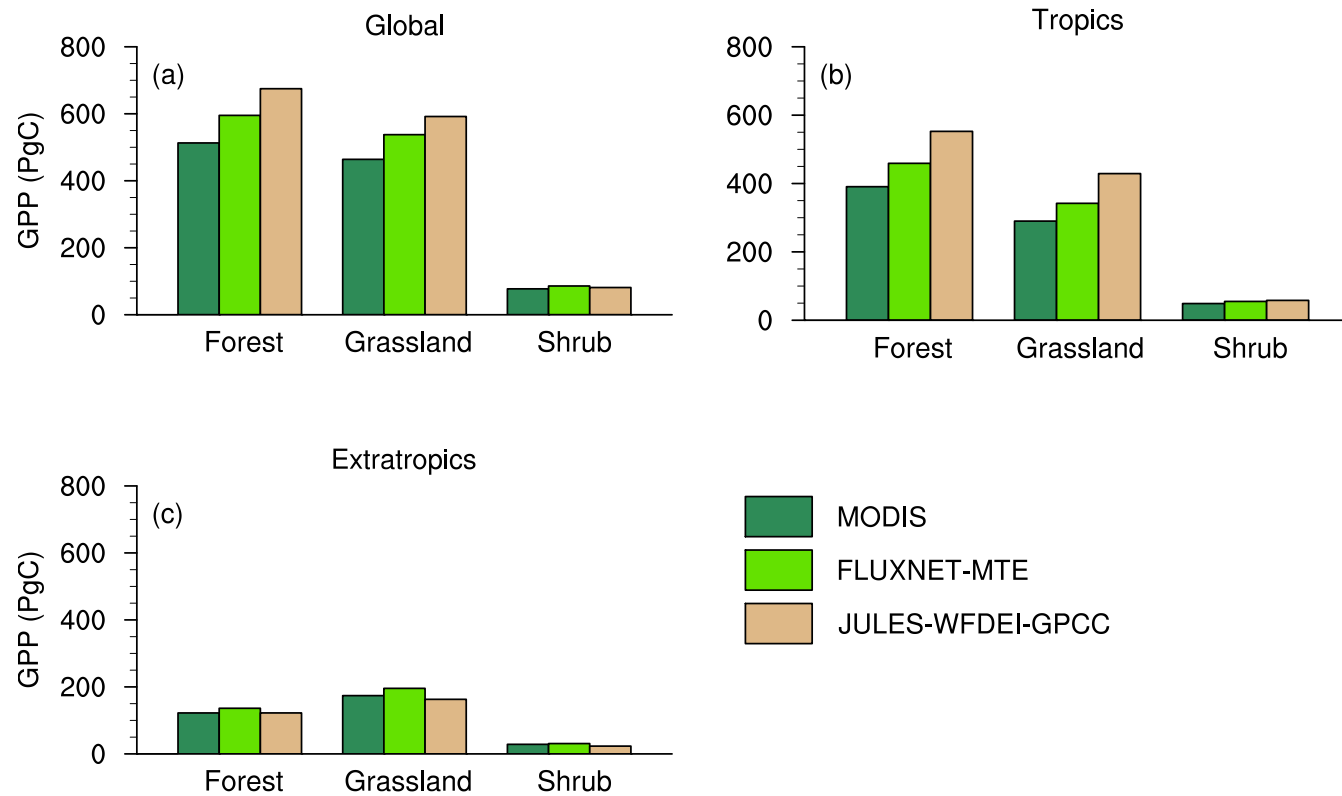 Global
(a)
GPP (PgC)
800
600
400
200
0
Forest Grassland Shrub
Tropics
(b)
800
600
400
200
0
Forest Grassland Shrub
Extratropics
(c)
GPP (PgC)
800
600
400
200
0
Forest Grassland Shrub
MODIS
FLUXNET-MTE
JULES-WFDEI-GPCC